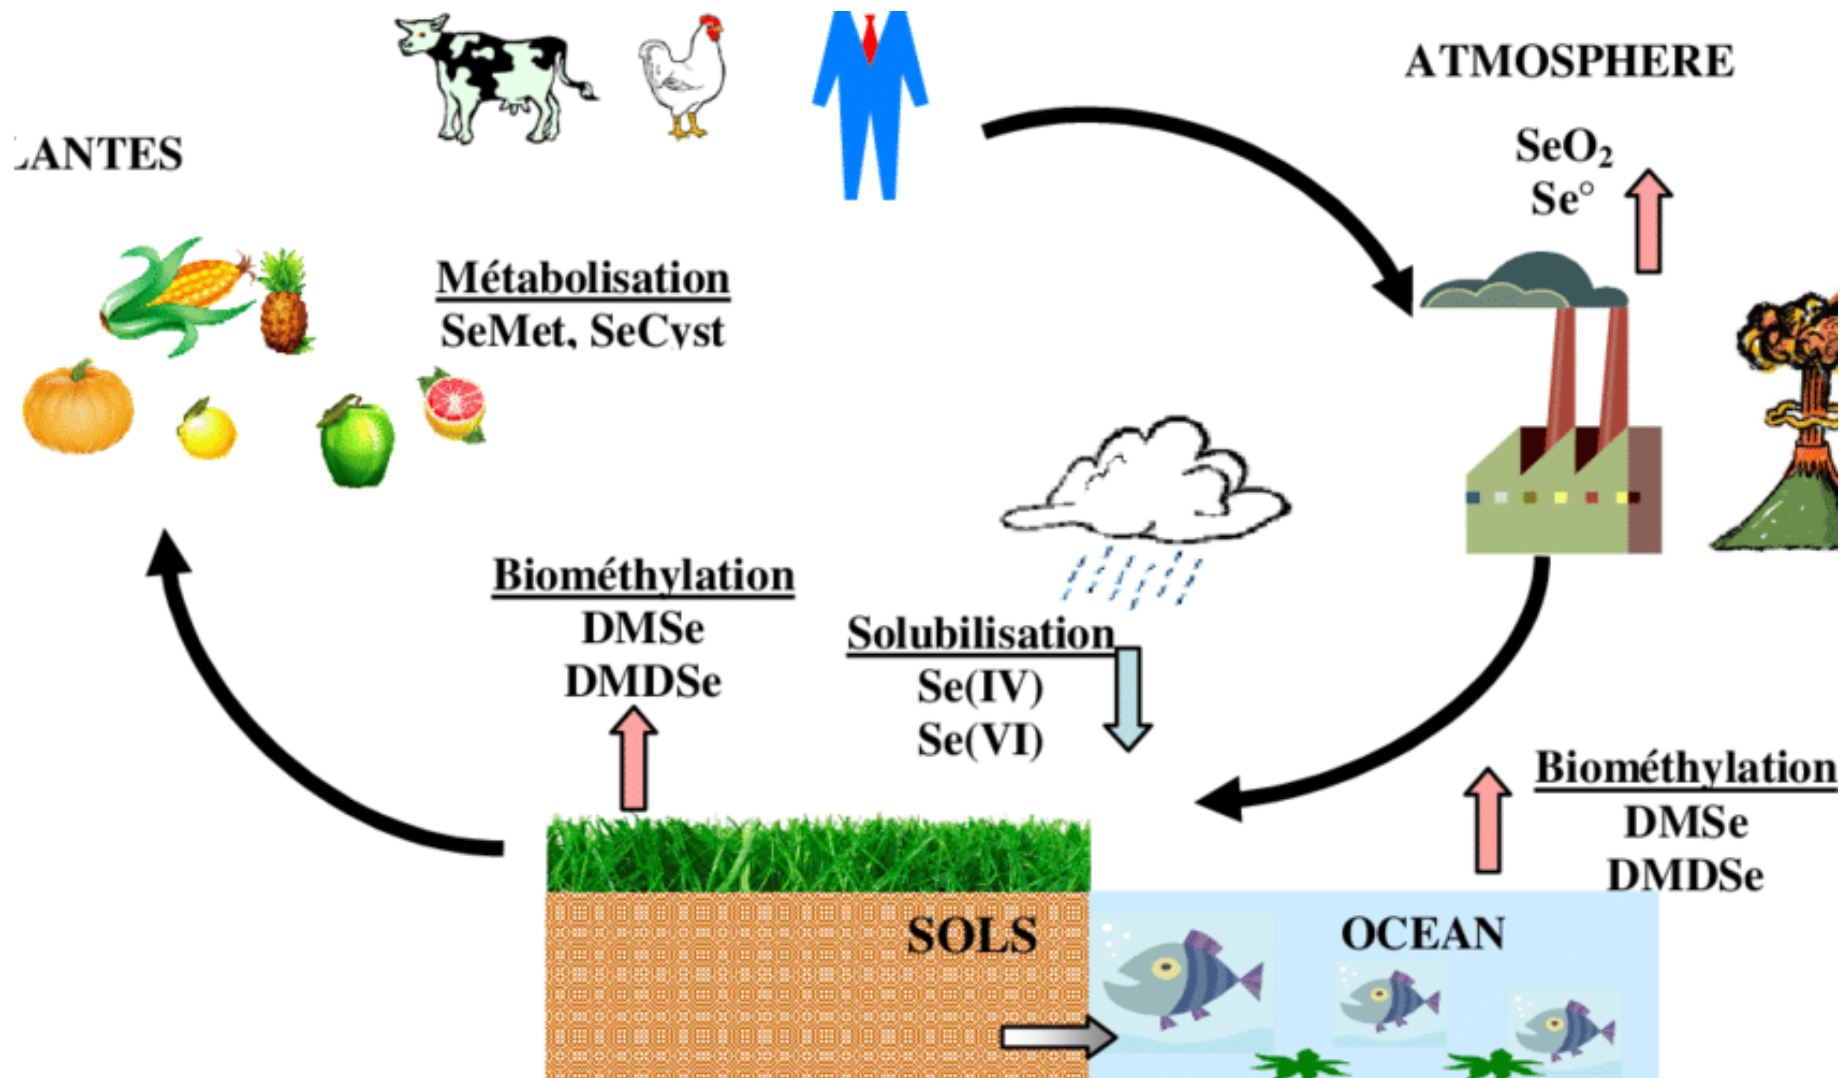 ATMOSPHERE
SeO₂
Se°
LANTES
Métabolisation
SeMet, SeCyst
Biométhylation
DMSe
DMDSe
Solubilisation
Se(IV)
Se(VI)
Biométhylation
DMSe
DMDSe
SOLS
OCEAN